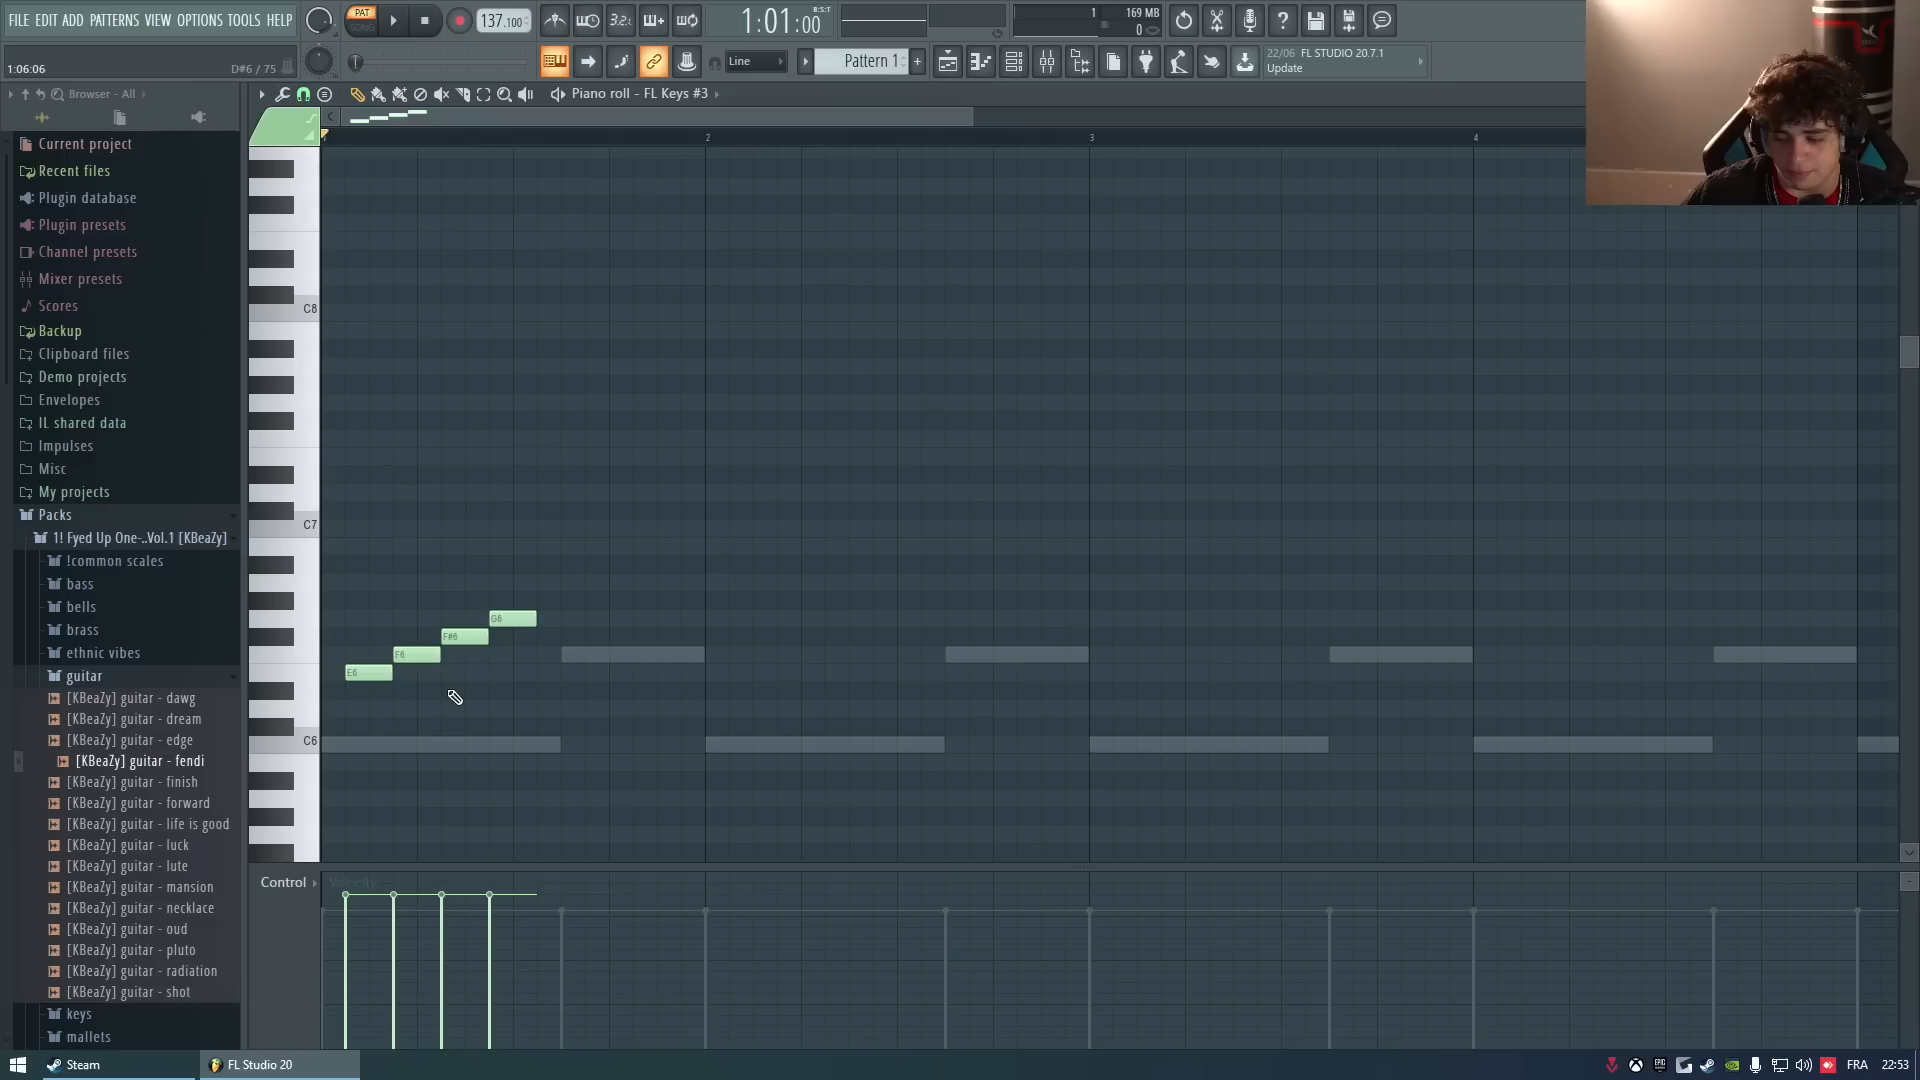 FILE EDIT ADD PATTERNS VIEW OPTIONS TOOLS HELP
PAT
SONG
137.100
3.2.
1:01:00
B:S:T
1
169 MB
0
1:06:06
D#6 / 75
Line
Pattern 1
22/06 FL STUDIO 20.7.1
Update
Browser - All
Piano roll - FL Keys #3
Current project
Recent files
Plugin database
Plugin presets
Channel presets
Mixer presets
Scores
Backup
Clipboard files
Demo projects
Envelopes
IL shared data
Impulses
Misc
My projects
Packs
1! Fyed Up One-..Vol.1 [KBeaZy]
!common scales
bass
bells
brass
ethnic vibes
guitar
[KBeaZy] guitar - dawg
[KBeaZy] guitar - dream
[KBeaZy] guitar - edge
[KBeaZy] guitar - fendi
[KBeaZy] guitar - finish
[KBeaZy] guitar - forward
[KBeaZy] guitar - life is good
[KBeaZy] guitar - luck
[KBeaZy] guitar - lute
[KBeaZy] guitar - mansion
[KBeaZy] guitar - necklace
[KBeaZy] guitar - oud
[KBeaZy] guitar - pluto
[KBeaZy] guitar - radiation
[KBeaZy] guitar - shot
keys
mallets
2
3
4
C8
C7
C6
G6
F#6
F6
E6
Control
Velocity
Steam
FL Studio 20
FRA
22:53